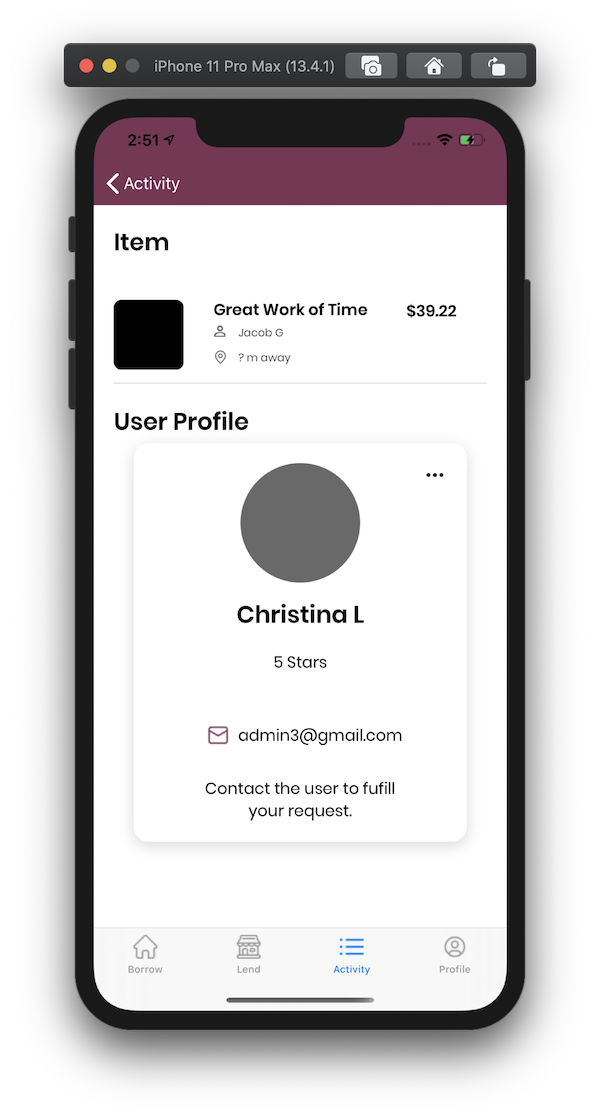 iPhone 11 Pro Max (13.4.1)
2:51
Activity
Item
Great Work of Time
$39.22
Jacob G
? m away
User Profile
Christina L
5 Stars
admin3@gmail.com
Contact the user to fufill
your request.
Borrow
Lend
Activity
Profile